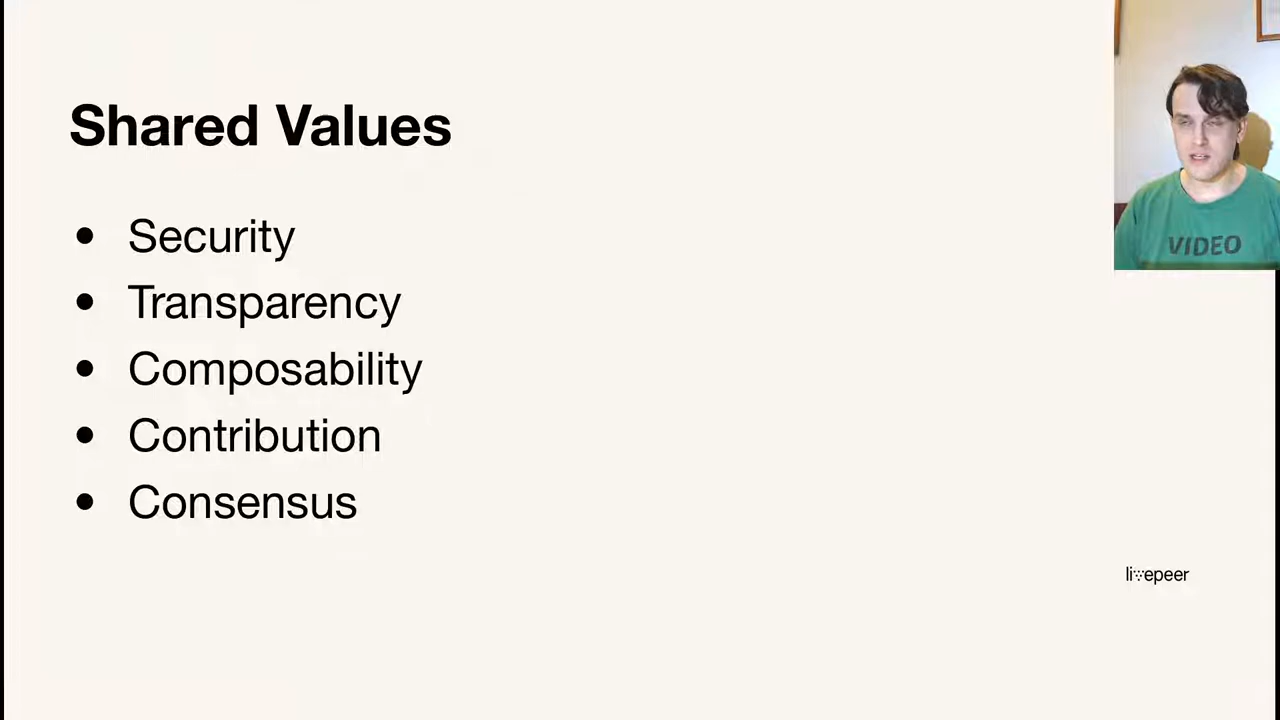 Shared Values
• Security
• Transparency
• Composability
• Contribution
• Consensus
VIDEO
livepeer